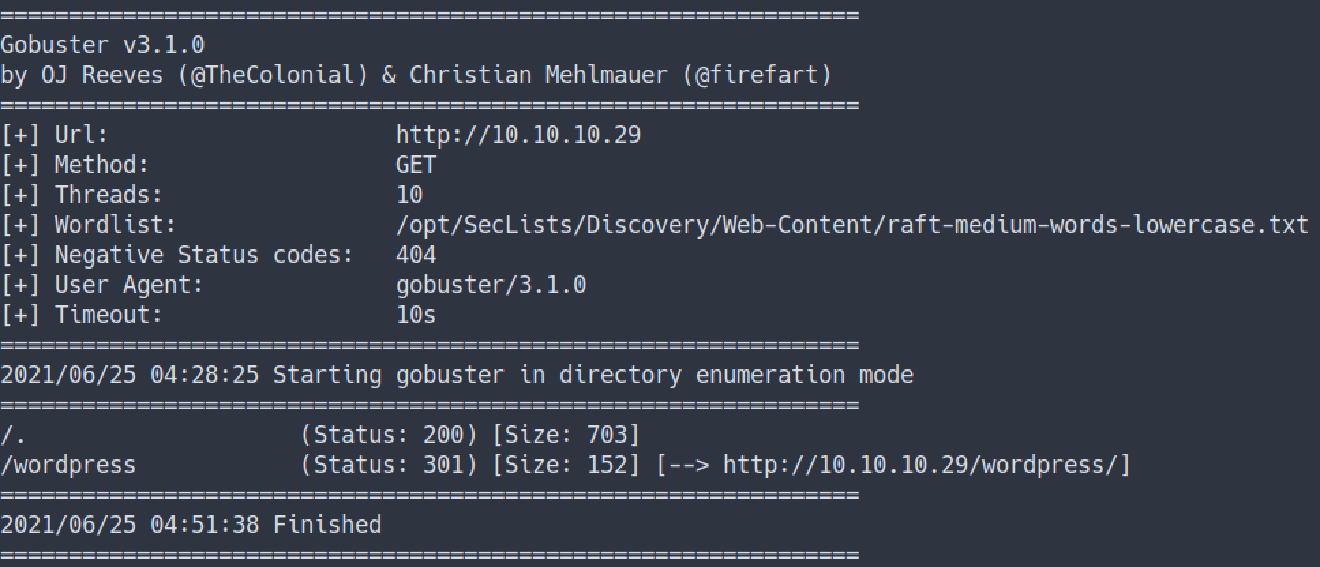 ===============================================================
Gobuster v3.1.0
by OJ Reeves (@TheColonial) & Christian Mehlmauer (@firefart)
===============================================================
[+] Url:                     http://10.10.10.29
[+] Method:                  GET
[+] Threads:                 10
[+] Wordlist:                /opt/SecLists/Discovery/Web-Content/raft-medium-words-lowercase.txt
[+] Negative Status codes:   404
[+] User Agent:              gobuster/3.1.0
[+] Timeout:                 10s
===============================================================
2021/06/25 04:28:25 Starting gobuster in directory enumeration mode
===============================================================
/.                    (Status: 200) [Size: 703]
/wordpress            (Status: 301) [Size: 152] [--> http://10.10.10.29/wordpress/]
===============================================================
2021/06/25 04:51:38 Finished
===============================================================